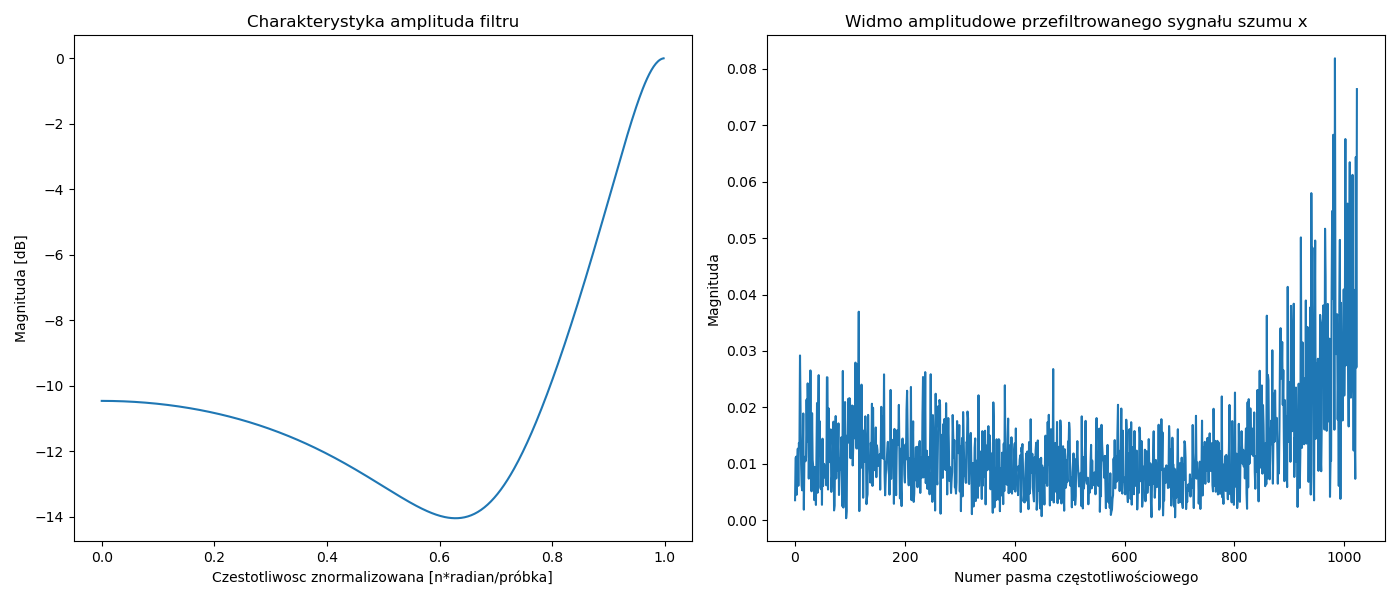 Charakterystyka amplituda filtru
Magnituda [dB]
0
−2
−4
−6
−8
−10
−12
−14
0.0 0.2 0.4 0.6 0.8 1.0
Czestotliwosc znormalizowana [n*radian/próbka]
Widmo amplitudowe przefiltrowanego sygnału szumu x
Magnituda
0.08
0.07
0.06
0.05
0.04
0.03
0.02
0.01
0.00
0 200 400 600 800 1000
Numer pasma częstotliwościowego